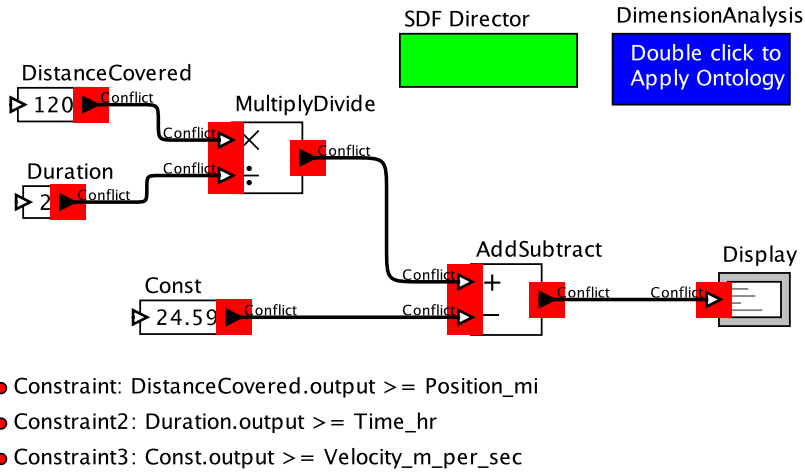 SDF Director
DimensionAnalysis
Double click to
Apply Ontology
DistanceCovered
120
Conflict
MultiplyDivide
Conflict
×
÷
Conflict
Conflict
Duration
2
Conflict
AddSubtract
Conflict
+
−
Conflict
Conflict
Conflict
Display
Const
24.59
Conflict
Conflict
Constraint: DistanceCovered.output >= Position_mi
Constraint2: Duration.output >= Time_hr
Constraint3: Const.output >= Velocity_m_per_sec